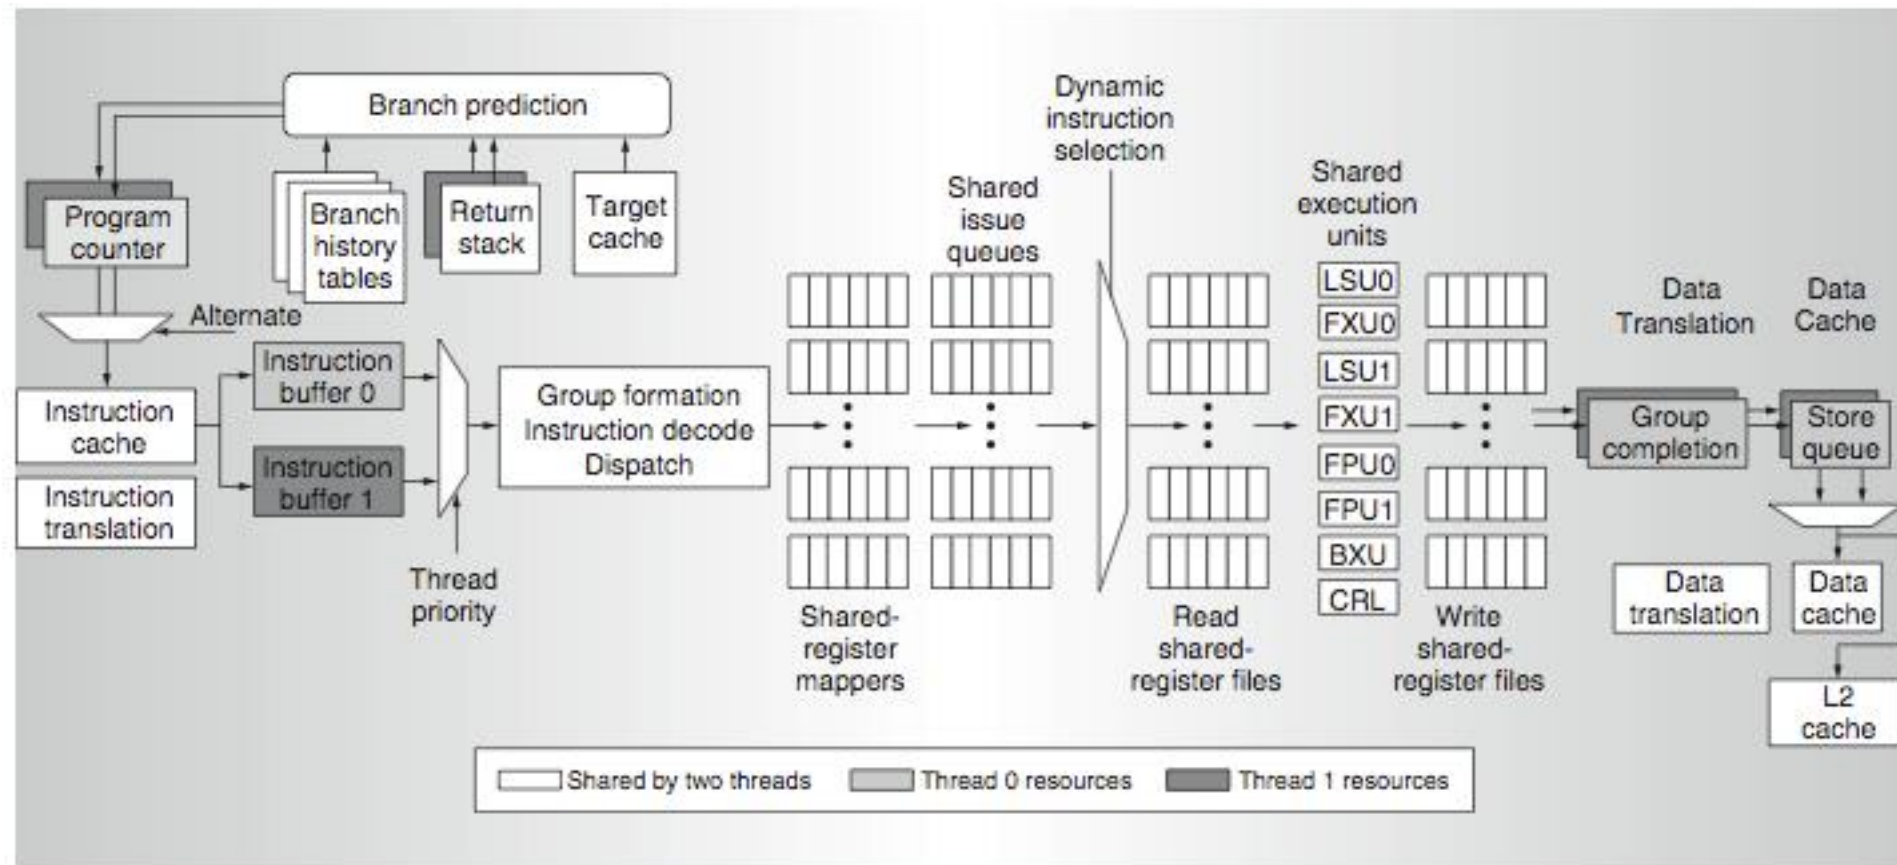 Branch prediction
Program
counter
Branch
history
tables
Return
stack
Target
cache
Alternate
Instruction
cache
Instruction
translation
Instruction
buffer 0
Instruction
buffer 1
Thread
priority
Group formation
Instruction decode
Dispatch
Shared-
register
mappers
Shared
issue
queues
Dynamic
instruction
selection
Read
shared-
register files
Shared
execution
units
LSU0
FXU0
LSU1
FXU1
FPU0
FPU1
BXU
CRL
Write
shared-
register files
Data
Translation
Data
Cache
Group
completion
Store
queue
Data
translation
Data
cache
L2
cache
Shared by two threads
Thread 0 resources
Thread 1 resources